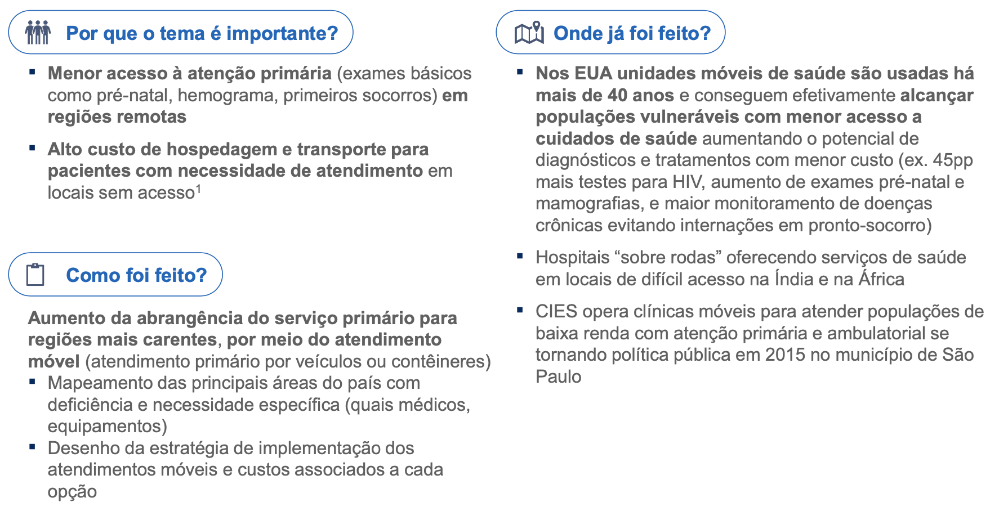 Por que o tema é importante?
▪ Menor acesso à atenção primária (exames básicos
como pré-natal, hemograma, primeiros socorros) em
regiões remotas
▪ Alto custo de hospedagem e transporte para
pacientes com necessidade de atendimento em
locais sem acesso¹
Como foi feito?
Aumento da abrangência do serviço primário para
regiões mais carentes, por meio do atendimento
móvel (atendimento primário por veículos ou contêineres)
▪ Mapeamento das principais áreas do país com
deficiência e necessidade específica (quais médicos,
equipamentos)
▪ Desenho da estratégia de implementação dos
atendimentos móveis e custos associados a cada
opção
Onde já foi feito?
▪ Nos EUA unidades móveis de saúde são usadas há
mais de 40 anos e conseguem efetivamente alcançar
populações vulneráveis com menor acesso a
cuidados de saúde aumentando o potencial de
diagnósticos e tratamentos com menor custo (ex. 45pp
mais testes para HIV, aumento de exames pré-natal e
mamografias, e maior monitoramento de doenças
crônicas evitando internações em pronto-socorro)
▪ Hospitais “sobre rodas” oferecendo serviços de saúde
em locais de difícil acesso na Índia e na África
▪ CIES opera clínicas móveis para atender populações de
baixa renda com atenção primária e ambulatorial se
tornando política pública em 2015 no município de São
Paulo